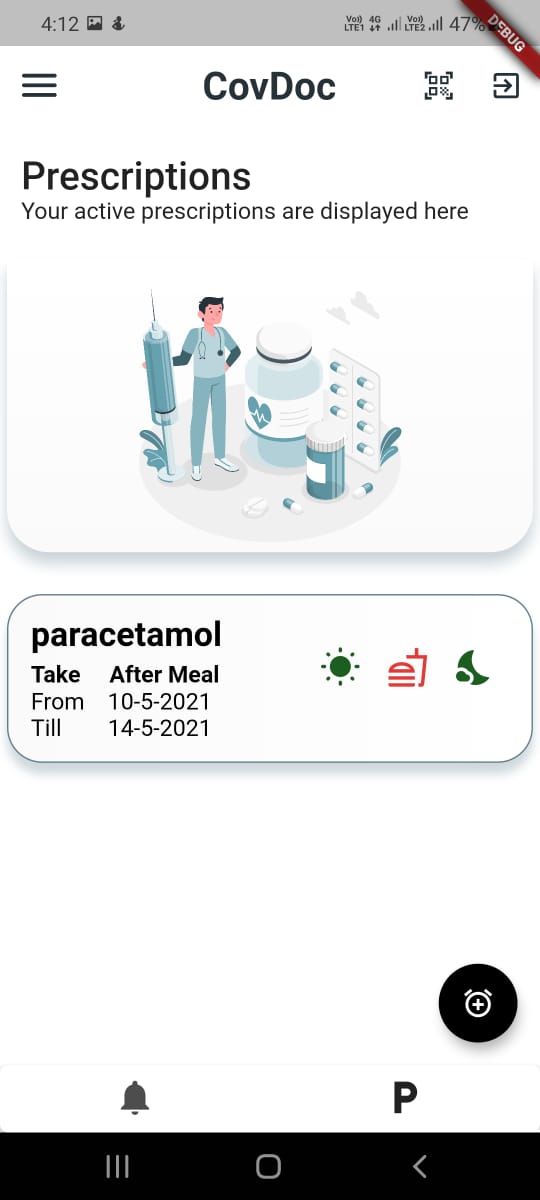 4:12 Vo)) LTE1 4G Vo)) LTE2 47%
DEBUG
CovDoc
Prescriptions
Your active prescriptions are displayed here
paracetamol
Take After Meal
From 10-5-2021
Till 14-5-2021
P